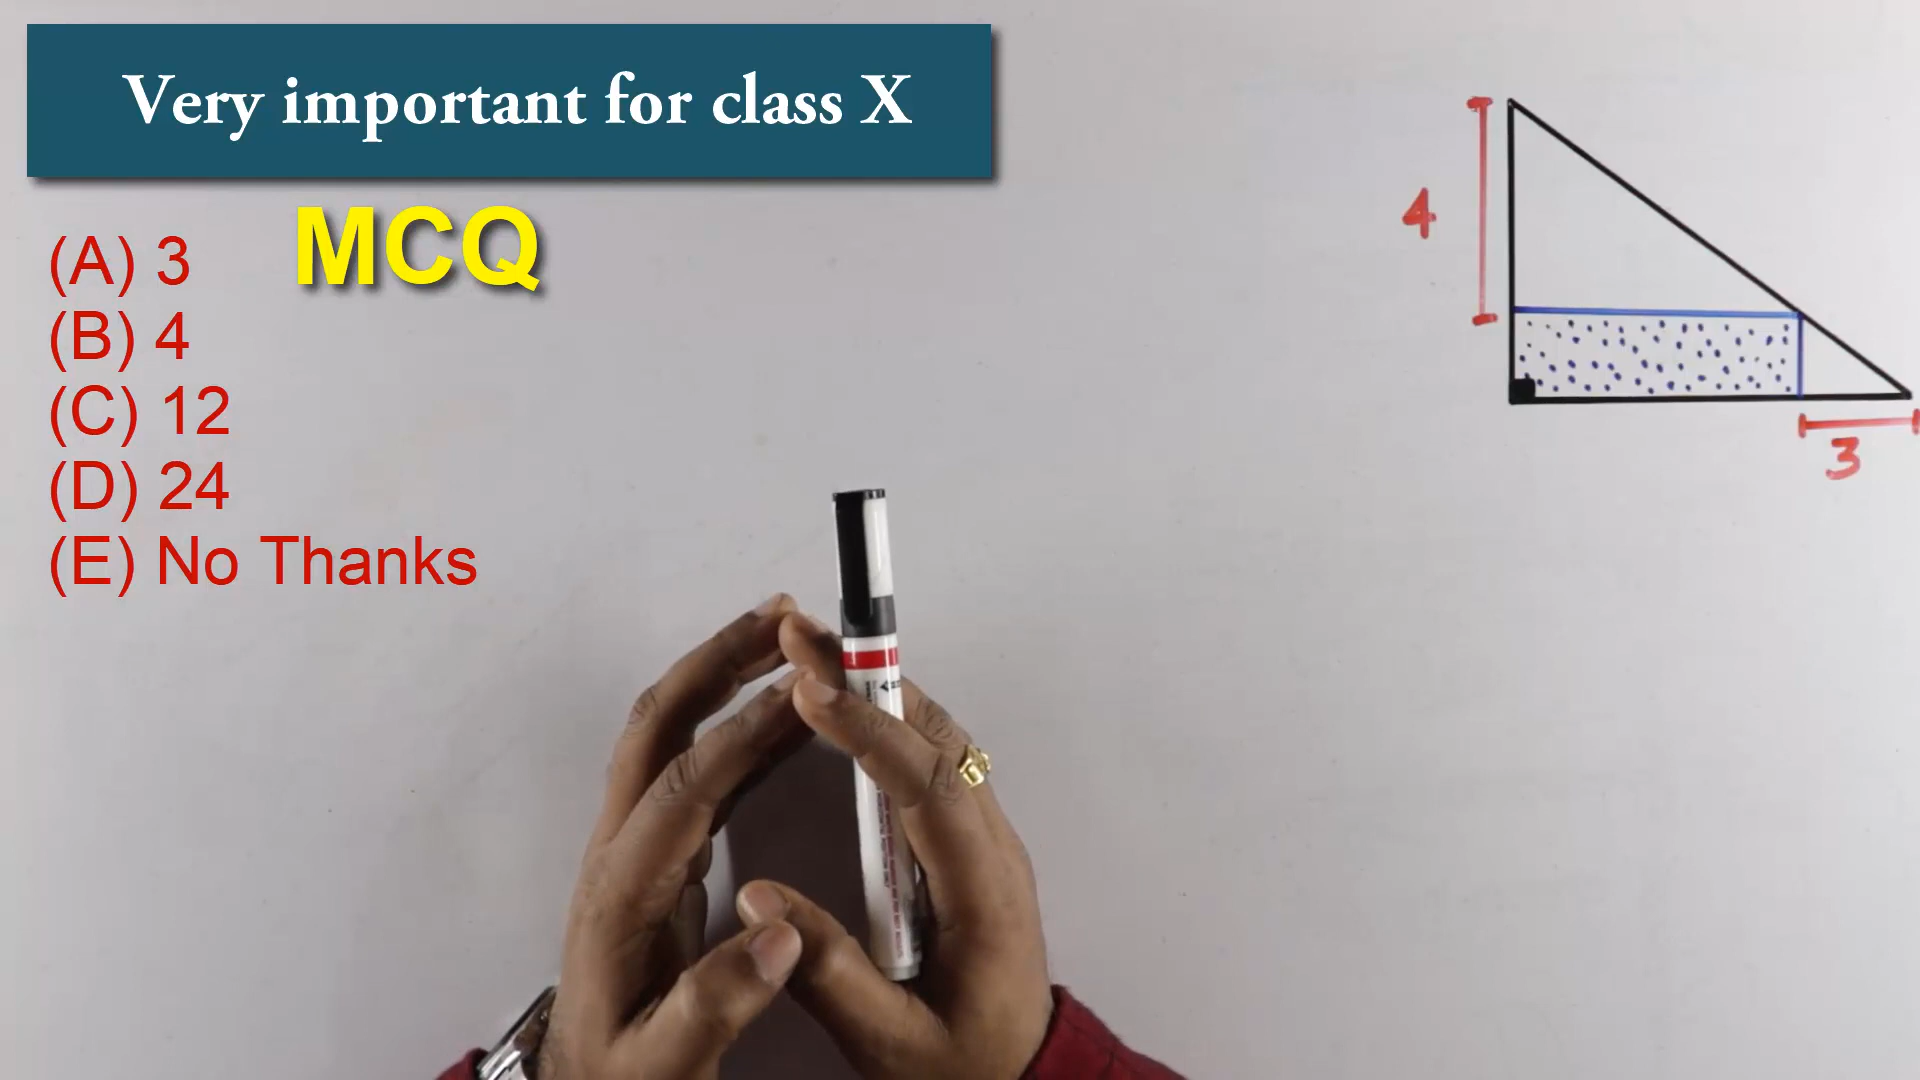 Very important for class X
MCQ
(A) 3
(B) 4
(C) 12
(D) 24
(E) No Thanks
4
3